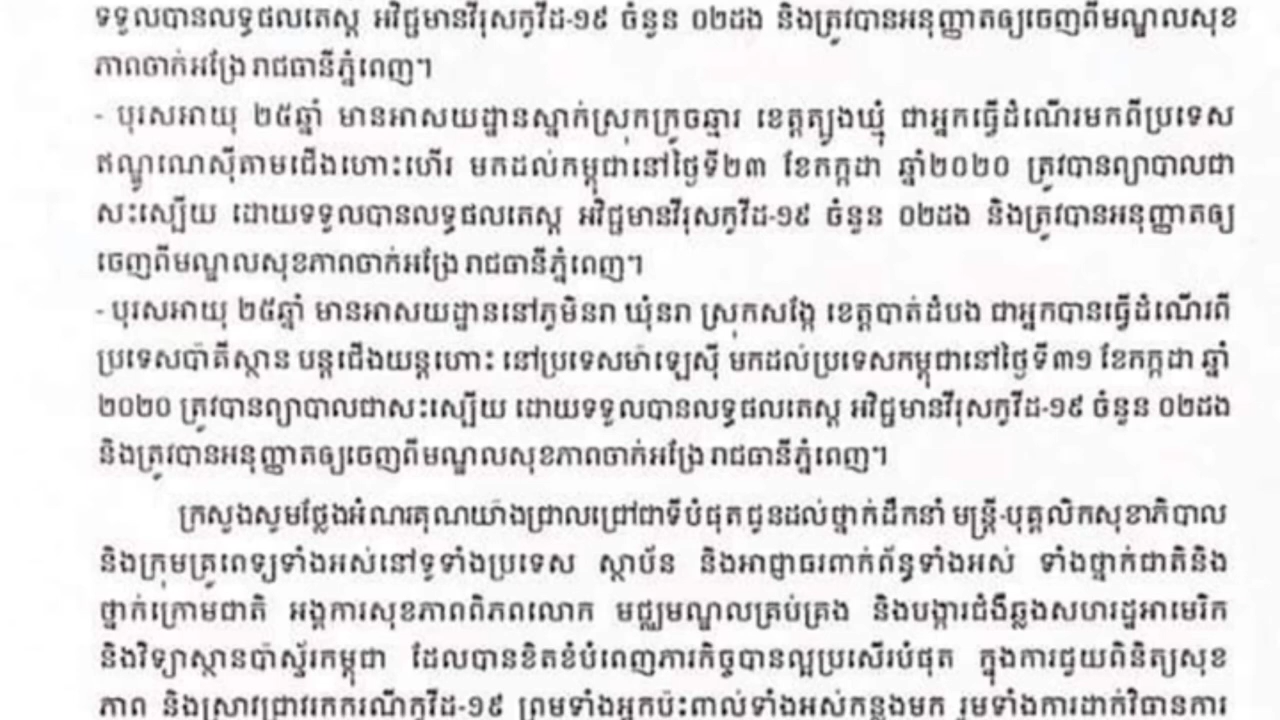 ទទួលបានលទ្ធផលតេស្ត អវិជ្ជមានវីរុសកូវីដ-១៩ ចំនួន ០២ដង និងត្រូវបានអនុញ្ញាតឲ្យចេញពីមណ្ឌលសុខ
ភាពចាក់អង្រែ រាជធានីភ្នំពេញ។
- បុរសអាយុ ២៥ឆ្នាំ មានអាសយដ្ឋានស្នាក់ស្រុកក្រូចឆ្មារ ខេត្តត្បូងឃ្មុំ ជាអ្នកធ្វើដំណើរមកពីប្រទេស
ឥណ្ឌូណេស៊ីតាមជើងហោះហើរ មកដល់កម្ពុជានៅថ្ងៃទី២៣ ខែកក្កដា ឆ្នាំ២០២០ ត្រូវបានព្យាបាលជា
សះស្បើយ ដោយទទួលបានលទ្ធផលតេស្ត អវិជ្ជមានវីរុសកូវីដ-១៩ ចំនួន ០២ដង និងត្រូវបានអនុញ្ញាតឲ្យ
ចេញពីមណ្ឌលសុខភាពចាក់អង្រែ រាជធានីភ្នំពេញ។
- បុរសអាយុ ២៥ឆ្នាំ មានអាសយដ្ឋាននៅភូមិនរា ឃុំនរា ស្រុកសង្កែ ខេត្តបាត់ដំបង ជាអ្នកបានធ្វើដំណើរពី
ប្រទេសប៉ាគីស្ថាន បន្តជើងយន្តហោះ នៅប្រទេសម៉ាឡេស៊ី មកដល់ប្រទេសកម្ពុជានៅថ្ងៃទី៣១ ខែកក្កដា ឆ្នាំ
២០២០ ត្រូវបានព្យាបាលជាសះស្បើយ ដោយទទួលបានលទ្ធផលតេស្ត អវិជ្ជមានវីរុសកូវីដ-១៩ ចំនួន ០២ដង
និងត្រូវបានអនុញ្ញាតឲ្យចេញពីមណ្ឌលសុខភាពចាក់អង្រែ រាជធានីភ្នំពេញ។
ក្រសួងសូមថ្លែងអំណរគុណយ៉ាងជ្រាលជ្រៅជាទីបំផុតជូនដល់ថ្នាក់ដឹកនាំ មន្ត្រី-បុគ្គលិកសុខាភិបាល
និងក្រុមគ្រូពេទ្យទាំងអស់នៅទូទាំងប្រទេស ស្ថាប័ន និងអាជ្ញាធរពាក់ព័ន្ធទាំងអស់ ទាំងថ្នាក់ជាតិនិង
ថ្នាក់ក្រោមជាតិ អង្គការសុខភាពពិភពលោក មជ្ឈមណ្ឌលគ្រប់គ្រង និងបង្ការជំងឺឆ្លងសហរដ្ឋអាមេរិក
និងវិទ្យាស្ថានប៉ាស្ទ័រកម្ពុជា ដែលបានខិតខំបំពេញភារកិច្ចបានល្អប្រសើរបំផុត ក្នុងការជួយពិនិត្យសុខ
ភាព និងស្រាវជ្រាវរកករណីកូវីដ-១៩ ព្រមទាំងអ្នកប៉ះពាល់ទាំងអស់កន្លងមក រួមទាំងការដាក់វិធានការ